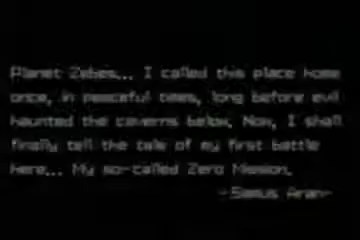 Planet Zebes... I called this place home
once, in peaceful times, long before evil
haunted the caverns below. Now, I shall
finally tell the tale of my first battle
here... My so-called Zero Mission.
-Samus Aran-